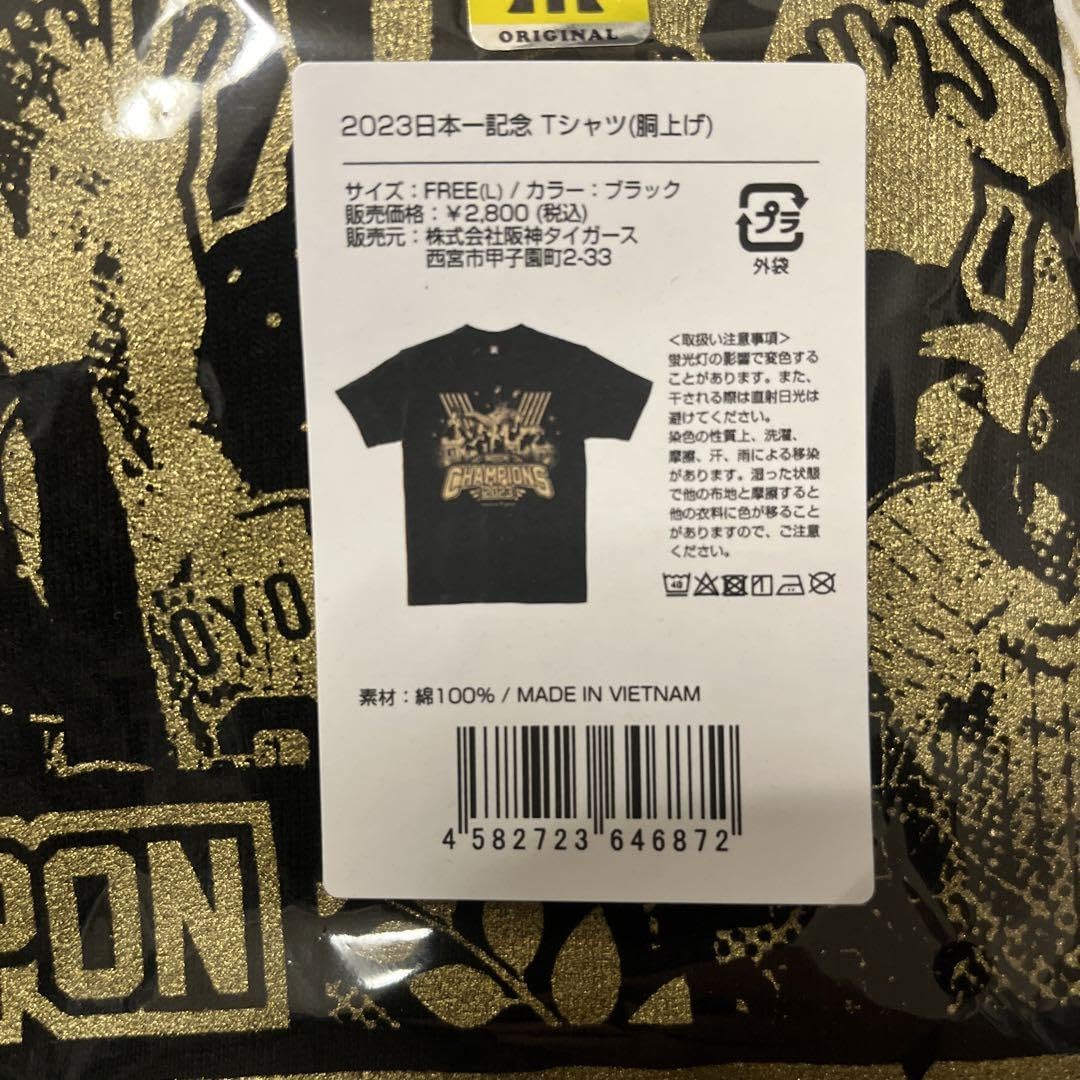 ORIGINAL
2023日本一記念 Tシャツ(胴上げ)
サイズ：FREE(L) / カラー：ブラック
販売価格：￥2,800 (税込)
販売元：株式会社阪神タイガース
西宮市甲子園町2-33
プラ
外袋
<取扱い注意事項>
蛍光灯の影響で変色する
ことがあります。また、
干される際は直射日光は
避けてください。
染色の性質上、洗濯、
摩擦、汗、雨による移染
があります。湿った状態
で他の布地と摩擦すると
他の衣料に色が移ること
がありますので、ご注意
ください。
40
CHAMPIONS
2023
素材：綿100% / MADE IN VIETNAM
4 582723 646872
OYO
PON